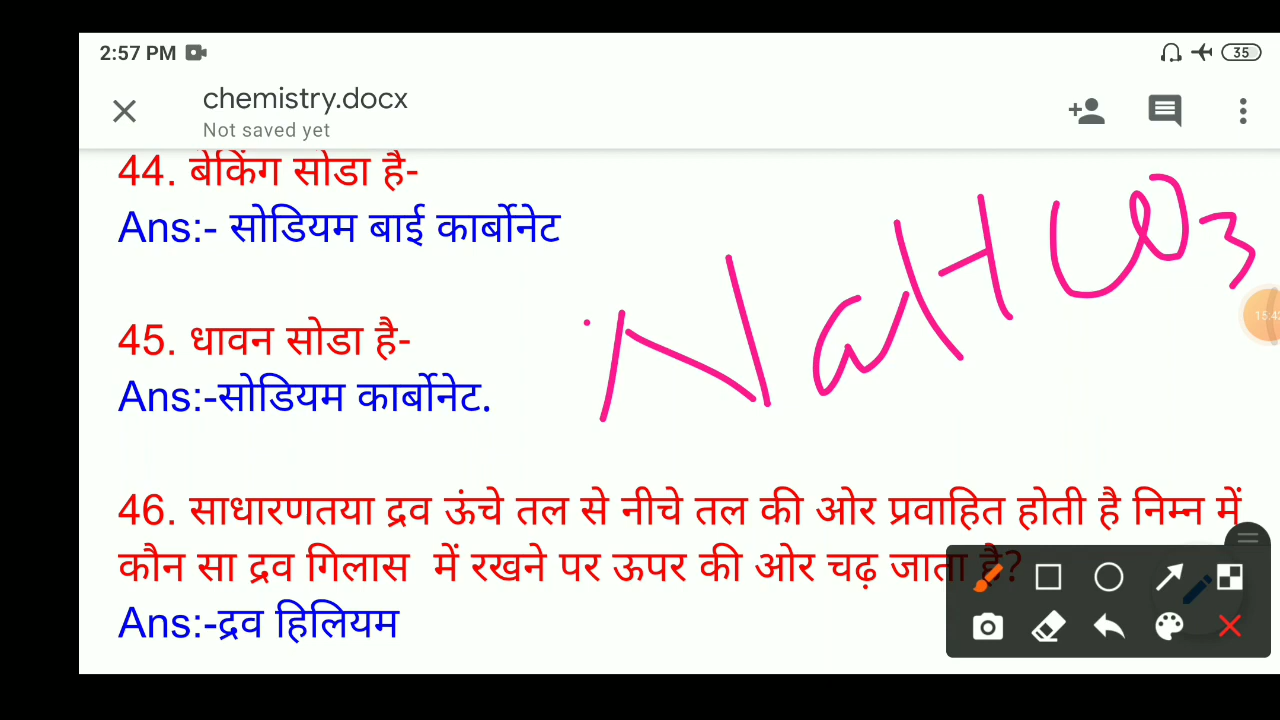 2:57 PM
35
chemistry.docx
Not saved yet
44. बेकिंग सोडा है-
Ans:- सोडियम बाई कार्बोनेट
NaHCO3
45. धावन सोडा है-
Ans:-सोडियम कार्बोनेट.
46. साधारणतया द्रव ऊंचे तल से नीचे तल की ओर प्रवाहित होती है निम्न में
कौन सा द्रव गिलास में रखने पर ऊपर की ओर चढ़ जाता है?
Ans:-द्रव हिलियम